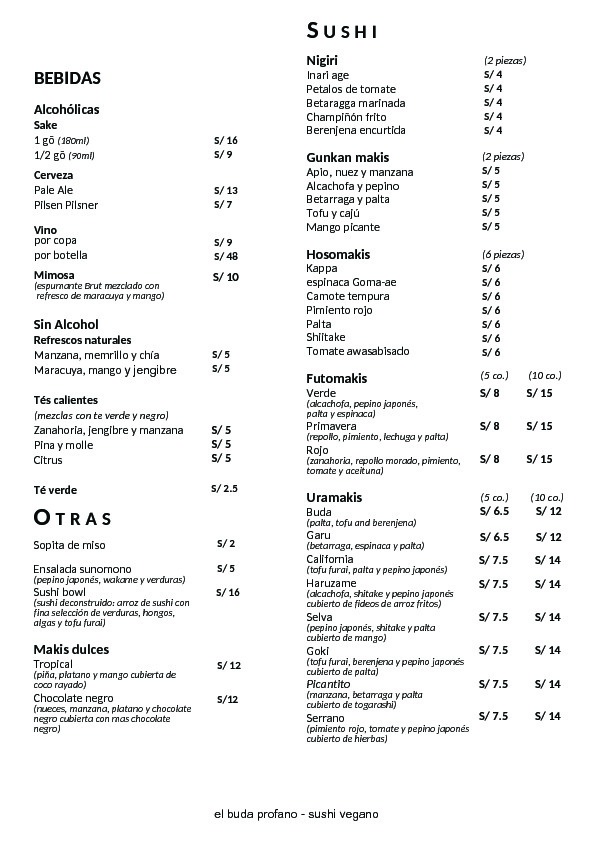 BEBIDAS
Alcohólicas
Sake
1 gō (180ml) S/ 16
1/2 gō (90ml) S/ 9
Cerveza
Pale Ale S/ 13
Pilsen Pilsner S/ 7
Vino
por copa S/ 9
por botella S/ 48
Mimosa S/ 10
(espumante Brut mezclado con
refresco de maracuya y mango)
Sin Alcohol
Refrescos naturales
Manzana, memrillo y chía S/ 5
Maracuya, mango y jengibre S/ 5
Tés calientes
(mezclas con te verde y negro)
Zanahoria, jengibre y manzana S/ 5
Pina y molle S/ 5
Citrus S/ 5
Té verde S/ 2.5
OTRAS
Sopita de miso S/ 2
Ensalada sunomono S/ 5
(pepino japonés, wakame y verduras)
Sushi bowl S/ 16
(sushi deconstruido: arroz de sushi con
fina selección de verduras, hongos,
algas y tofu furai)
Makis dulces
Tropical S/ 12
(piña, platano y mango cubierta de
coco rayado)
Chocolate negro S/12
(nueces, manzana, platano y chocolate
negro cubierta con mas chocolate
negro)
SUSHI
Nigiri (2 piezas)
Inari age S/ 4
Petalos de tomate S/ 4
Betaragga marinada S/ 4
Champiñón frito S/ 4
Berenjena encurtida S/ 4
Gunkan makis (2 piezas)
Apio, nuez y manzana S/ 5
Alcachofa y pepino S/ 5
Betarraga y palta S/ 5
Tofu y cajú S/ 5
Mango picante S/ 5
Hosomakis (6 piezas)
Kappa S/ 6
espinaca Goma-ae S/ 6
Camote tempura S/ 6
Pimiento rojo S/ 6
Palta S/ 6
Shiitake S/ 6
Tomate awasabisado S/ 6
Futomakis (5 co.) (10 co.)
Verde S/ 8 S/ 15
(alcachofa, pepino japonés,
palta y espinaca)
Primavera S/ 8 S/ 15
(repollo, pimiento, lechuga y palta)
Rojo S/ 8 S/ 15
(zanahoria, repollo morado, pimiento,
tomate y aceituna)
Uramakis (5 co.) (10 co.)
Buda S/ 6.5 S/ 12
(palta, tofu and berenjena)
Garu S/ 6.5 S/ 12
(betarraga, espinaca y palta)
California S/ 7.5 S/ 14
(tofu furai, palta y pepino japonés)
Haruzame S/ 7.5 S/ 14
(alcachofa, shitake y pepino japonés
cubierto de fideos de arroz fritos)
Selva S/ 7.5 S/ 14
(pepino japonés, shitake y palta
cubierto de mango)
Goki S/ 7.5 S/ 14
(tofu furai, berenjena y pepino japonés
cubierto de palta)
Picantito S/ 7.5 S/ 14
(manzana, betarraga y palta
cubierto de togarashi)
Serrano S/ 7.5 S/ 14
(pimiento rojo, tomate y pepino japonés
cubierto de hierbas)
el buda profano - sushi vegano